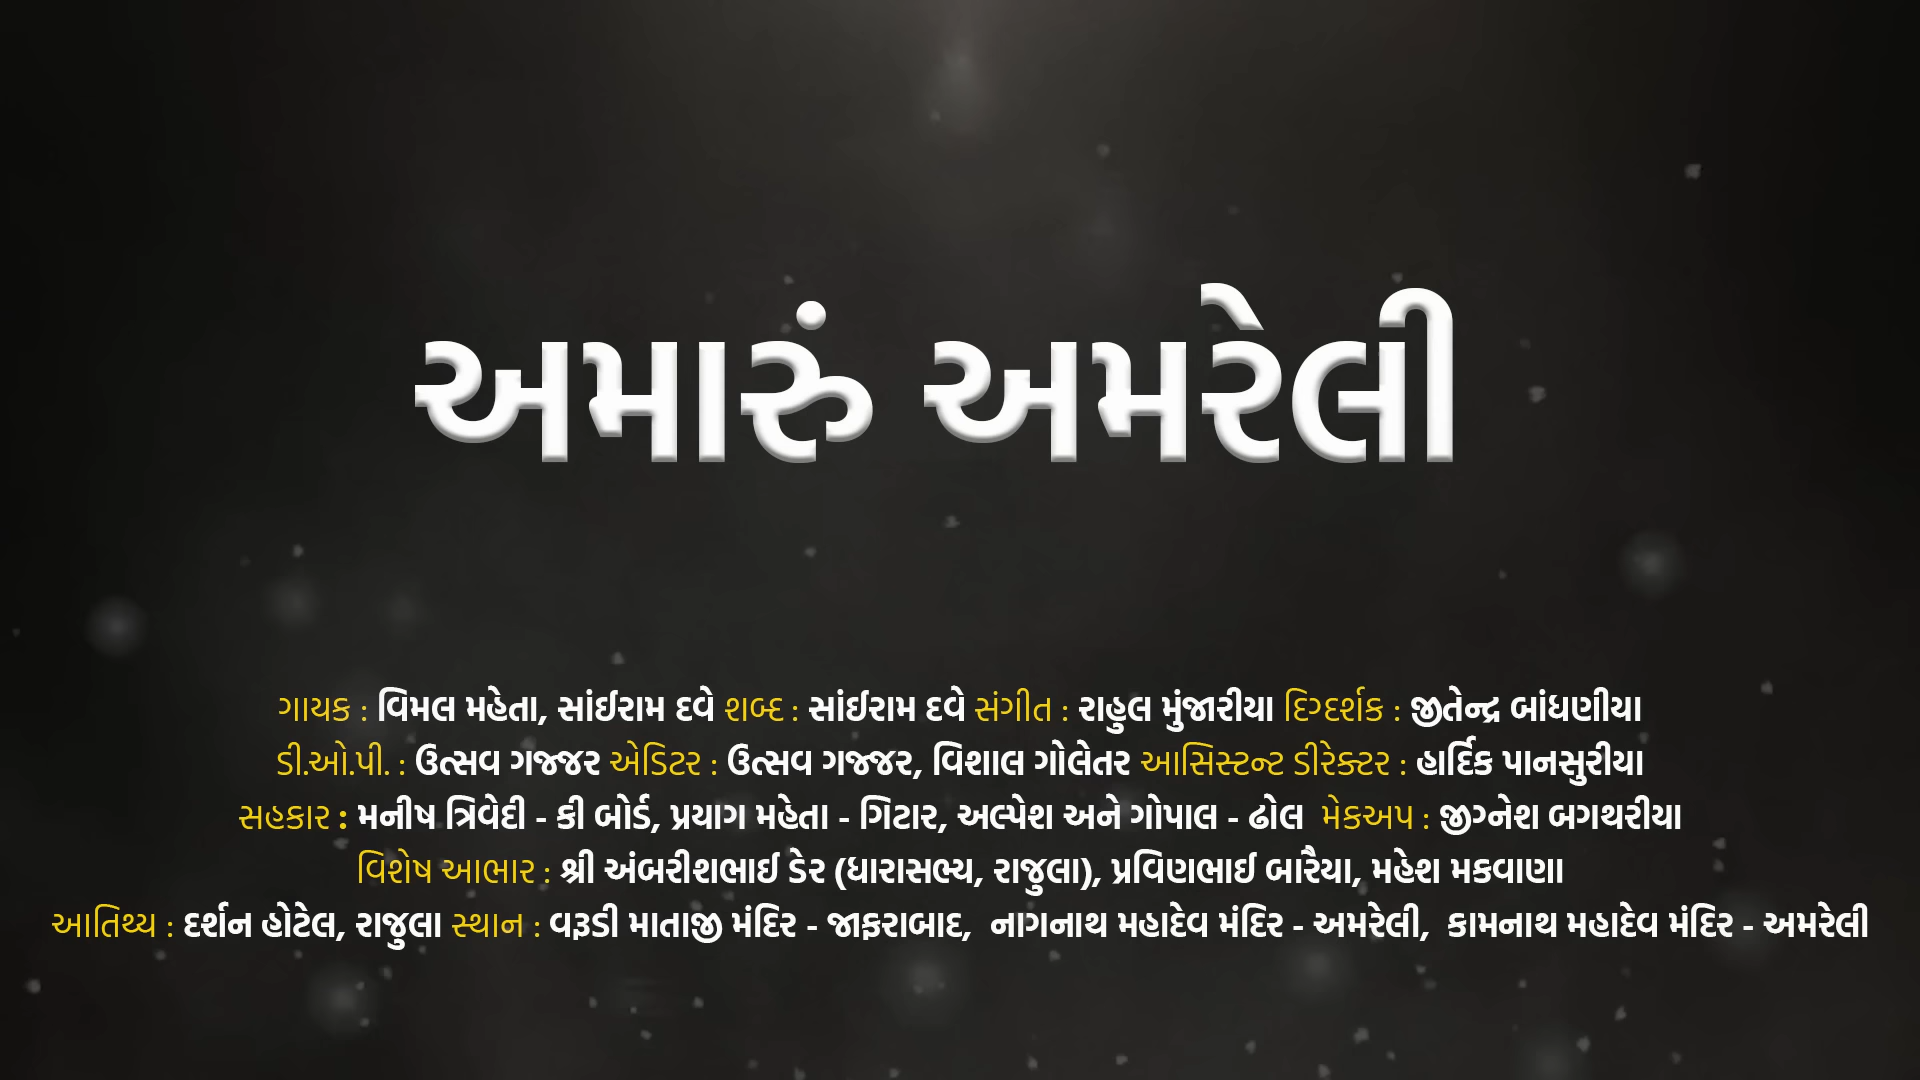 અમારું અમરેલી
ગાયક : વિમલ મહેતા, સાંઈરામ દવે શબ્દ : સાંઈરામ દવે સંગીત : રાહુલ મુંજારીયા દિગ્દર્શક : જીતેન્દ્ર બાંધણીયા
ડી.ઓ.પી. : ઉત્સવ ગજ્જર એડિટર : ઉત્સવ ગજ્જર, વિશાલ ગોલેતર આસિસ્ટન્ટ ડીરેક્ટર : હાર્દિક પાનસુરીયા
સહકાર : મનીષ ત્રિવેદી - કી બોર્ડ, પ્રયાગ મહેતા - ગિટાર, અલ્પેશ અને ગોપાલ - ઢોલ મેકઅપ : જીગ્નેશ બગથરીયા
વિશેષ આભાર : શ્રી અંબરીશભાઈ ડેર (ધારાસભ્ય, રાજુલા), પ્રવિણભાઈ બારૈયા, મહેશ મકવાણા
આતિથ્ય : દર્શન હોટેલ, રાજુલા સ્થાન : વરૂડી માતાજી મંદિર - જાફરાબાદ, નાગનાથ મહાદેવ મંદિર - અમરેલી, કામનાથ મહાદેવ મંદિર - અમરેલી